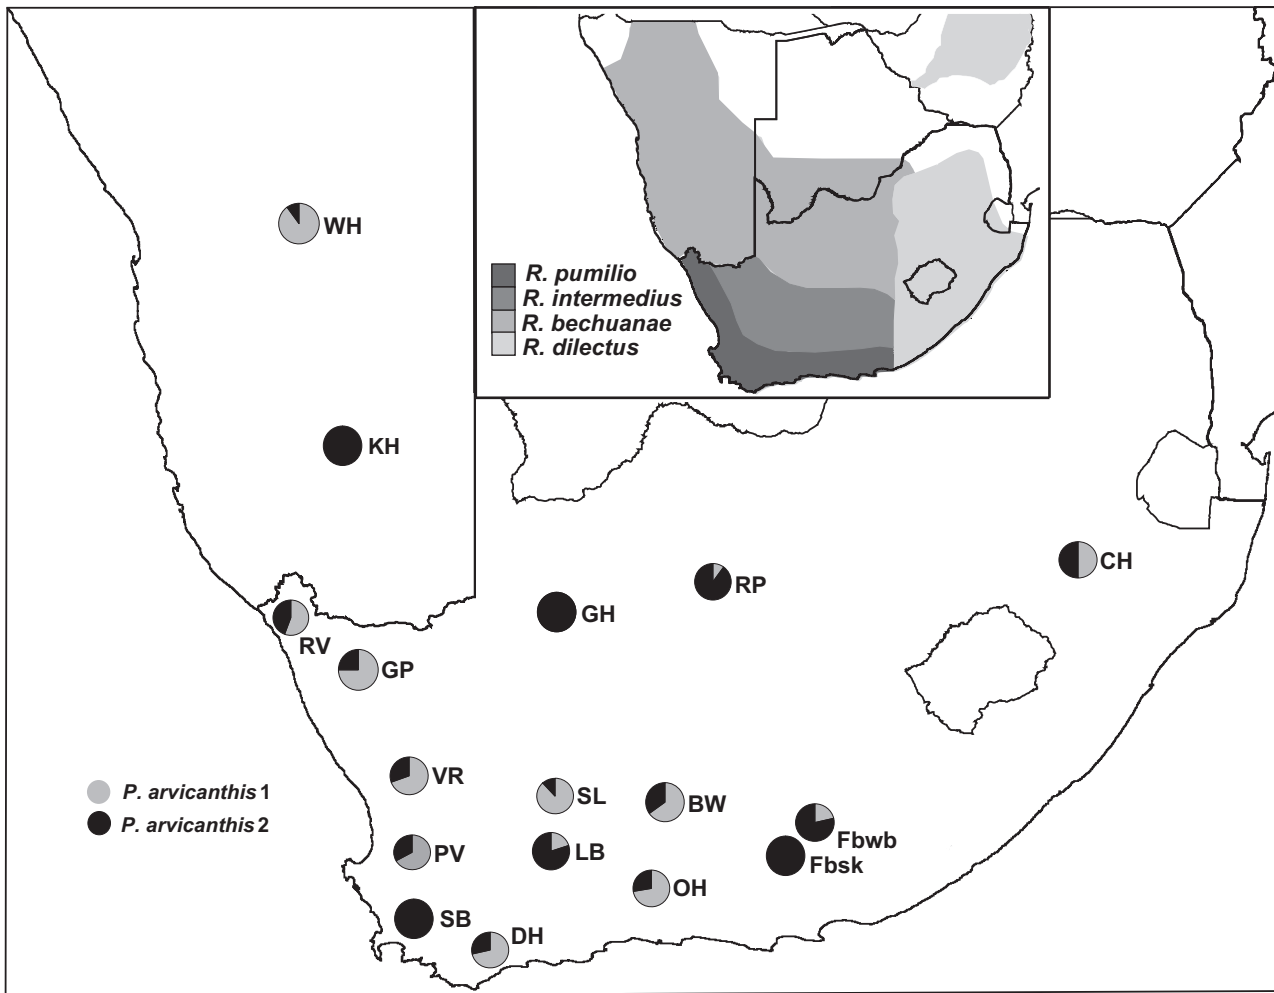 R. pumilio
R. intermedius
R. bechuanae
R. dilectus
WH
KH
CH
RP
GH
RV
GP
VR
SL
BW
P. arvicanthis 1
P. arvicanthis 2
Fbwb
PV
LB
Fbsk
OH
SB
DH